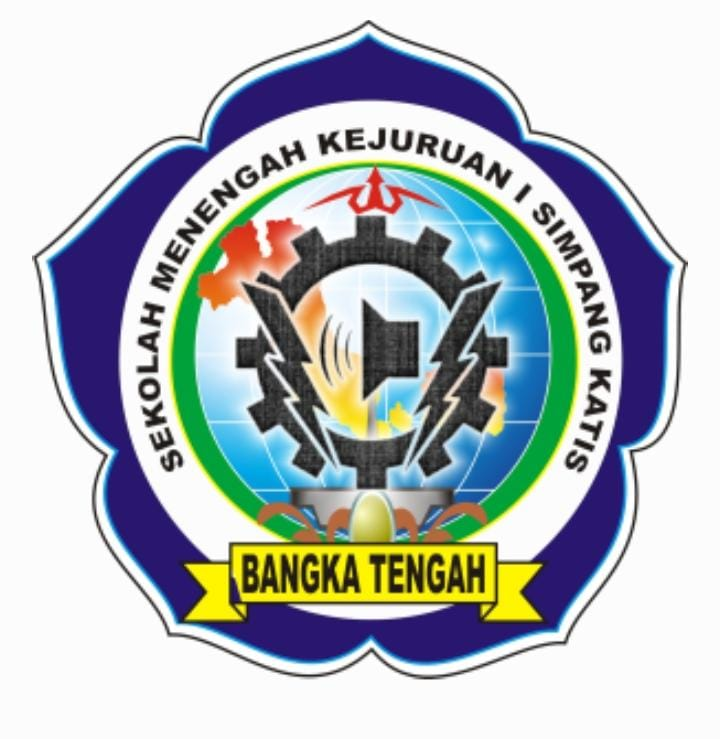 SEKOLAH MENENGAH KEJURUAN I SIMPANG KATIS
BANGKA TENGAH